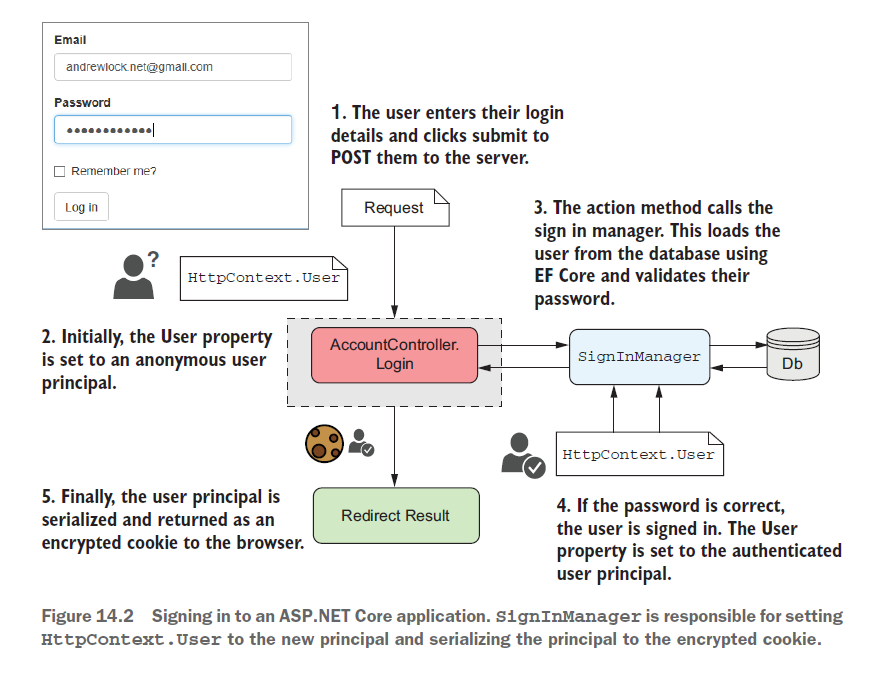 Email
andrewlock.net@gmail.com
Password
Remember me?
Log in
1. The user enters their login
details and clicks submit to
POST them to the server.
Request
3. The action method calls the
sign in manager. This loads the
user from the database using
EF Core and validates their
password.
?
HttpContext.User
2. Initially, the User property
is set to an anonymous user
principal.
AccountController.
Login
SignInManager
Db
HttpContext.User
5. Finally, the user principal is
serialized and returned as an
encrypted cookie to the browser.
Redirect Result
4. If the password is correct,
the user is signed in. The User
property is set to the authenticated
user principal.
Figure 14.2 Signing in to an ASP.NET Core application. SignInManager is responsible for setting
HttpContext.User to the new principal and serializing the principal to the encrypted cookie.